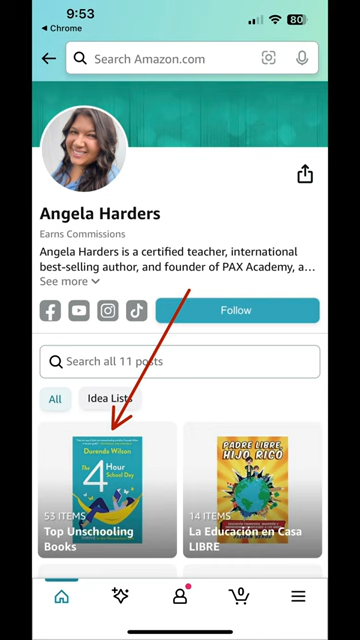 9:53
80
Chrome
Search Amazon.com
Angela Harders
Earns Commissions
Angela Harders is a certified teacher, international
best-selling author, and founder of PAX Academy, a...
See more
Follow
Search all 11 posts
All
Idea Lists
Durenda Wilson
The
4 Hour
School Day
53 ITEMS
Top Unschooling
Books
PADRE LIBRE,
HIJO RICO
14 ITEMS
La Educación en Casa
LIBRE
0